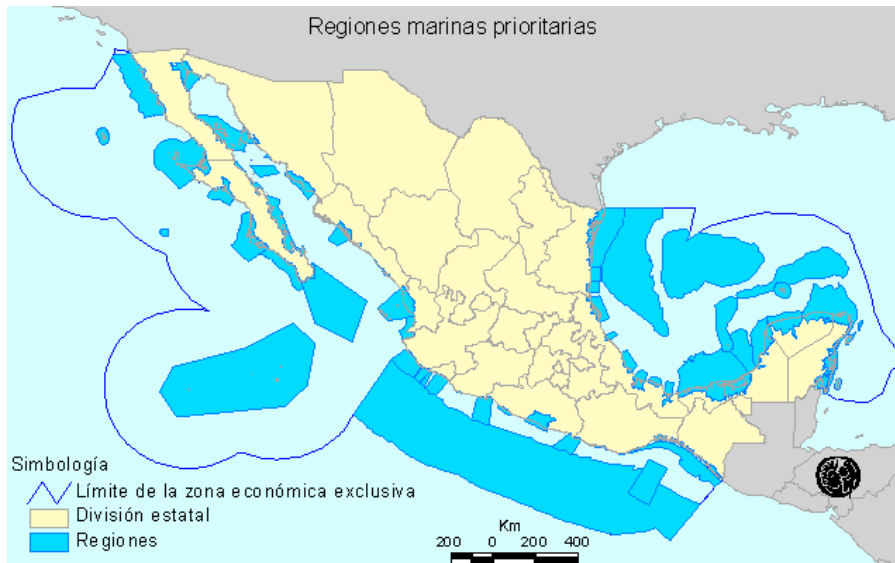 Regiones marinas prioritarias
Simbología
Límite de la zona económica exclusiva
División estatal
Regiones
Km
200 0 200 400